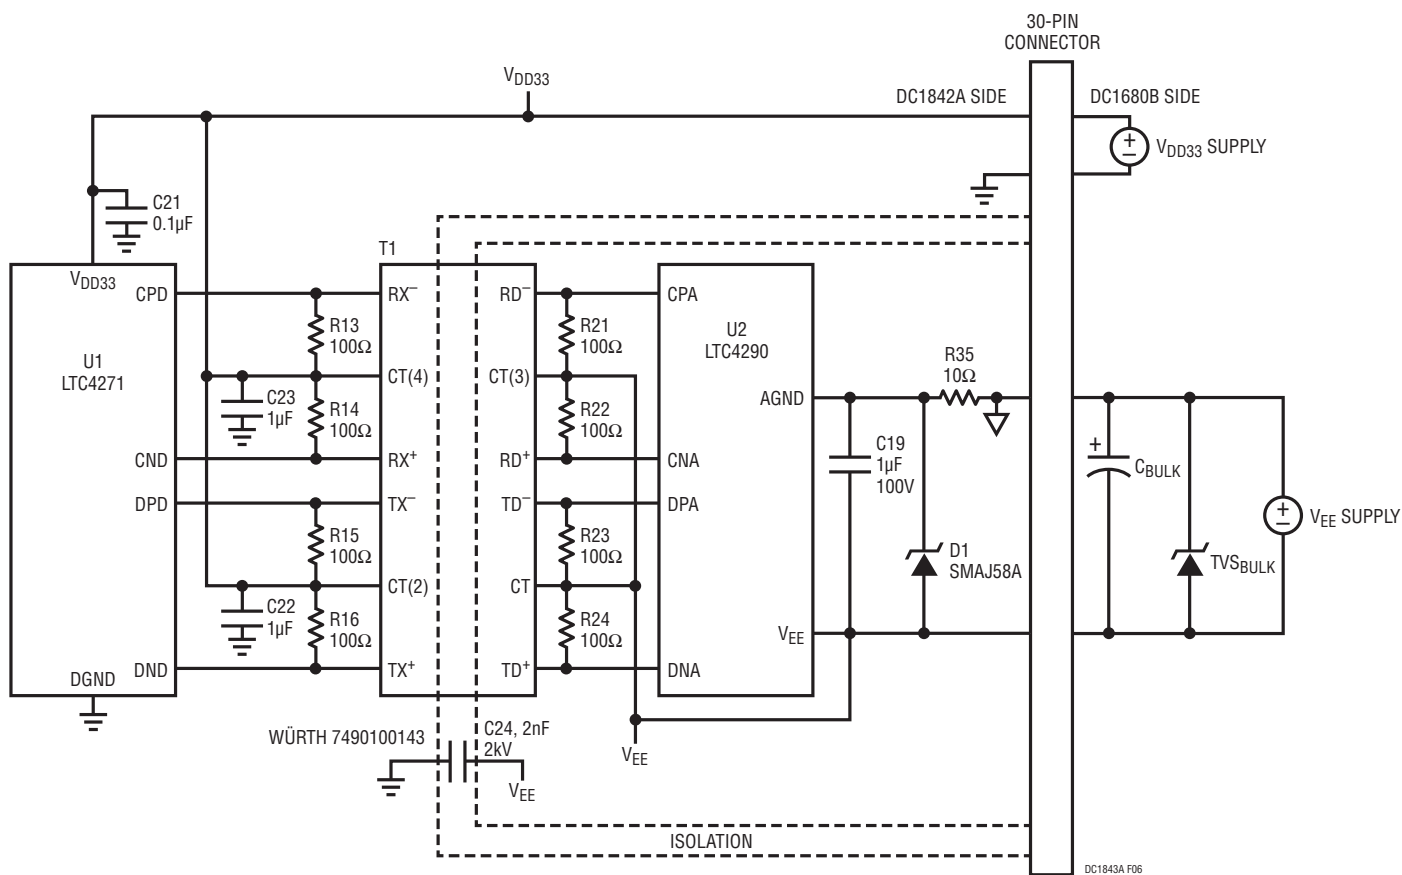 30-PIN
CONNECTOR
VDD33
DC1842A SIDE
DC1680B SIDE
+
–
VDD33 SUPPLY
C21
0.1µF
T1
VDD33
CPD
RX–
RD–
CPA
R13
100Ω
R21
100Ω
U2
LTC4290
U1
LTC4271
R35
10Ω
CT(4)
CT(3)
AGND
C23
1µF
R14
100Ω
R22
100Ω
C19
1µF
100V
+
CBULK
CND
RX+
RD+
CNA
DPD
TX–
TD–
DPA
+
–
VEE SUPPLY
R15
100Ω
R23
100Ω
D1
SMAJ58A
TVSBULK
CT(2)
CT
C22
1µF
R16
100Ω
R24
100Ω
VEE
DND
TX+
TD+
DNA
DGND
WÜRTH 7490100143
C24, 2nF
2kV
VEE
VEE
ISOLATION
DC1843A F06